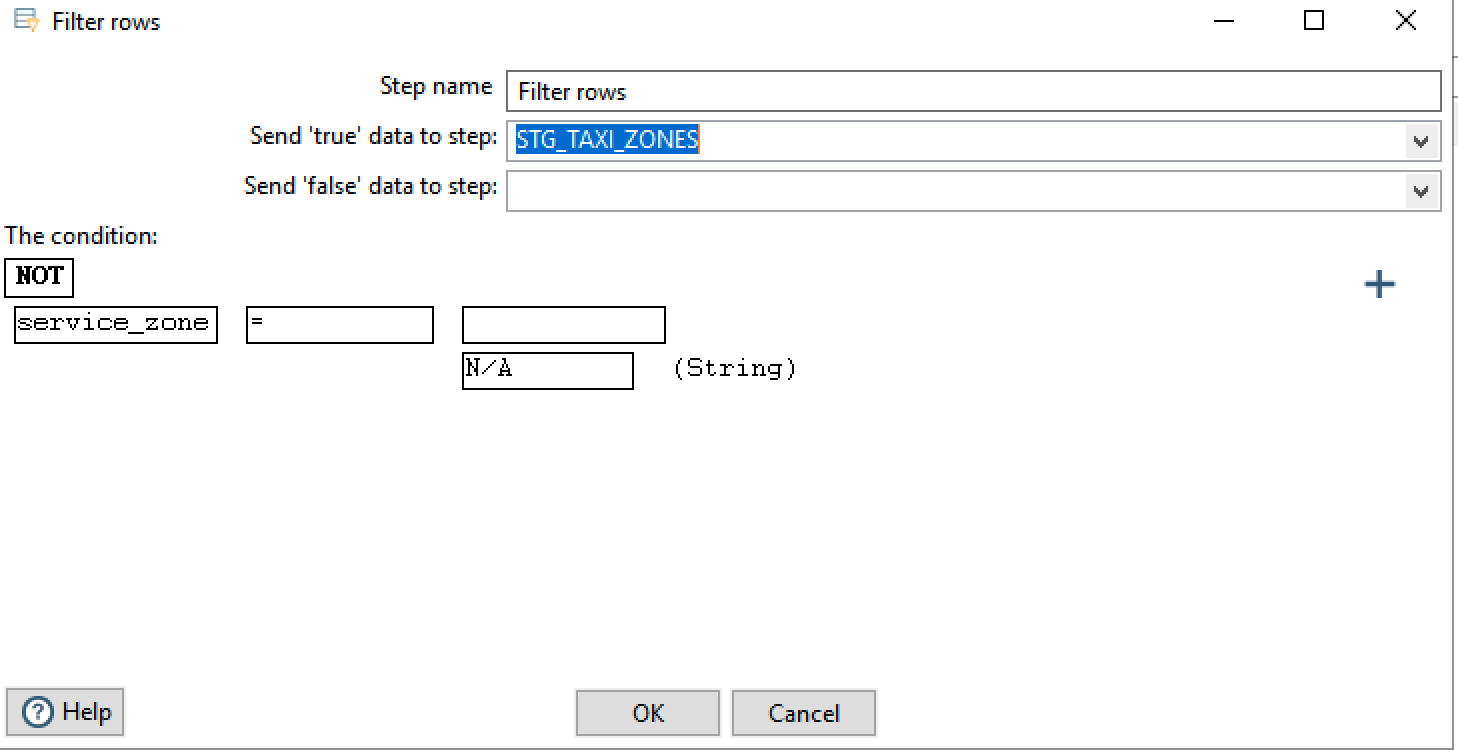 Filter rows
Step name Filter rows
Send 'true' data to step: STG_TAXI_ZONES
Send 'false' data to step:
The condition:
NOT
service_zone =
N/A (String)
? Help OK Cancel